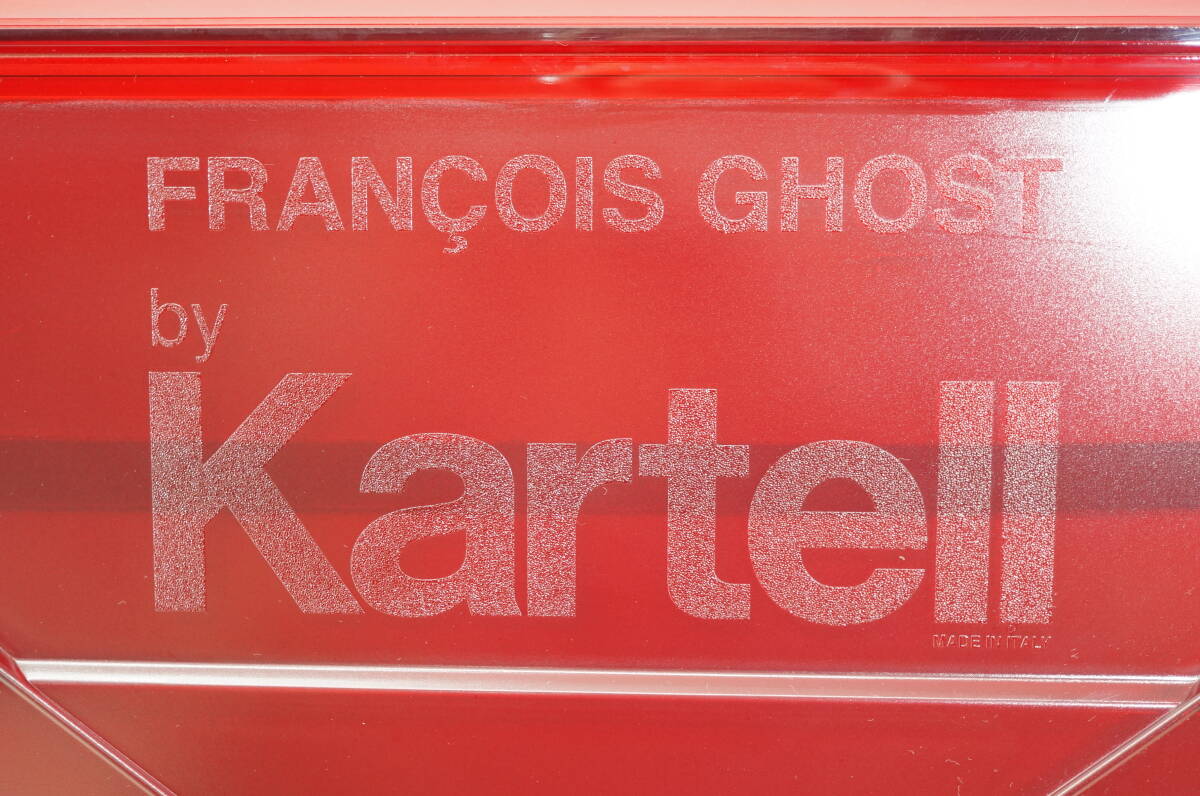 FRANÇOIS GHOST
by
Kartell
MADE IN ITALY